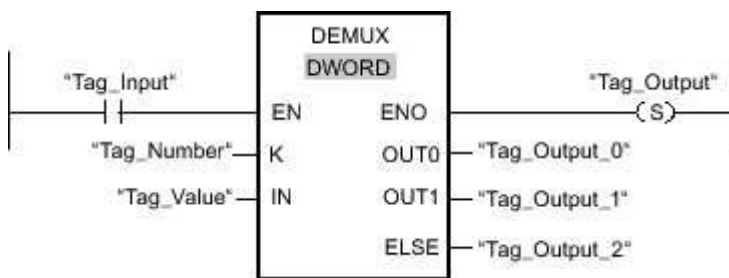 DEMUX
DWORD
"Tag_Input"
"Tag_Output"
EN ENO
(S)
"Tag_Number" K OUT0 "Tag_Output_0"
"Tag_Value" IN OUT1 "Tag_Output_1"
ELSE "Tag_Output_2"